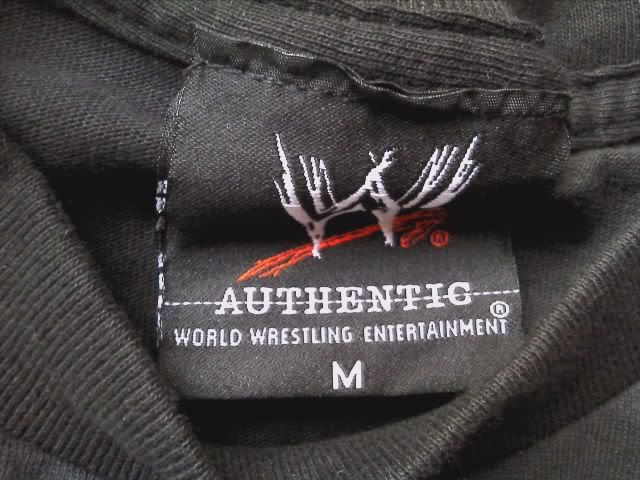 ®
AUTHENTIC
WORLD WRESTLING ENTERTAINMENT®
M